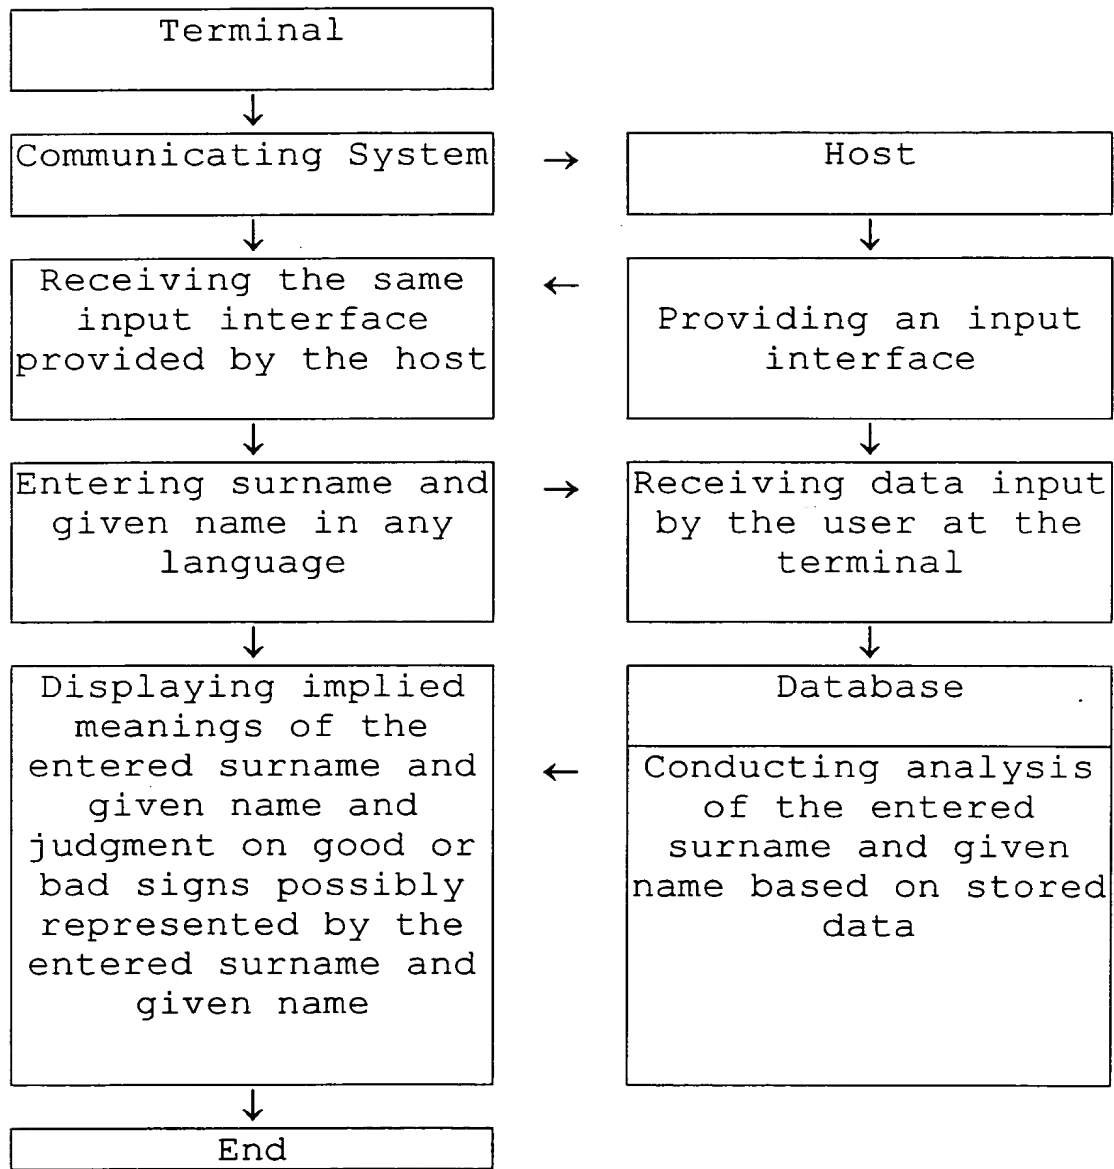 Terminal
↓
Communicating System
→
Host
↓
↓
Receiving the same
input interface
provided by the host
←
Providing an input
interface
↓
↓
Entering surname and
given name in any
language
→
Receiving data input
by the user at the
terminal
↓
↓
Displaying implied
meanings of the
entered surname and
given name and
judgment on good or
bad signs possibly
represented by the
entered surname and
given name
←
Database
Conducting analysis
of the entered
surname and given
name based on stored
data
↓
End